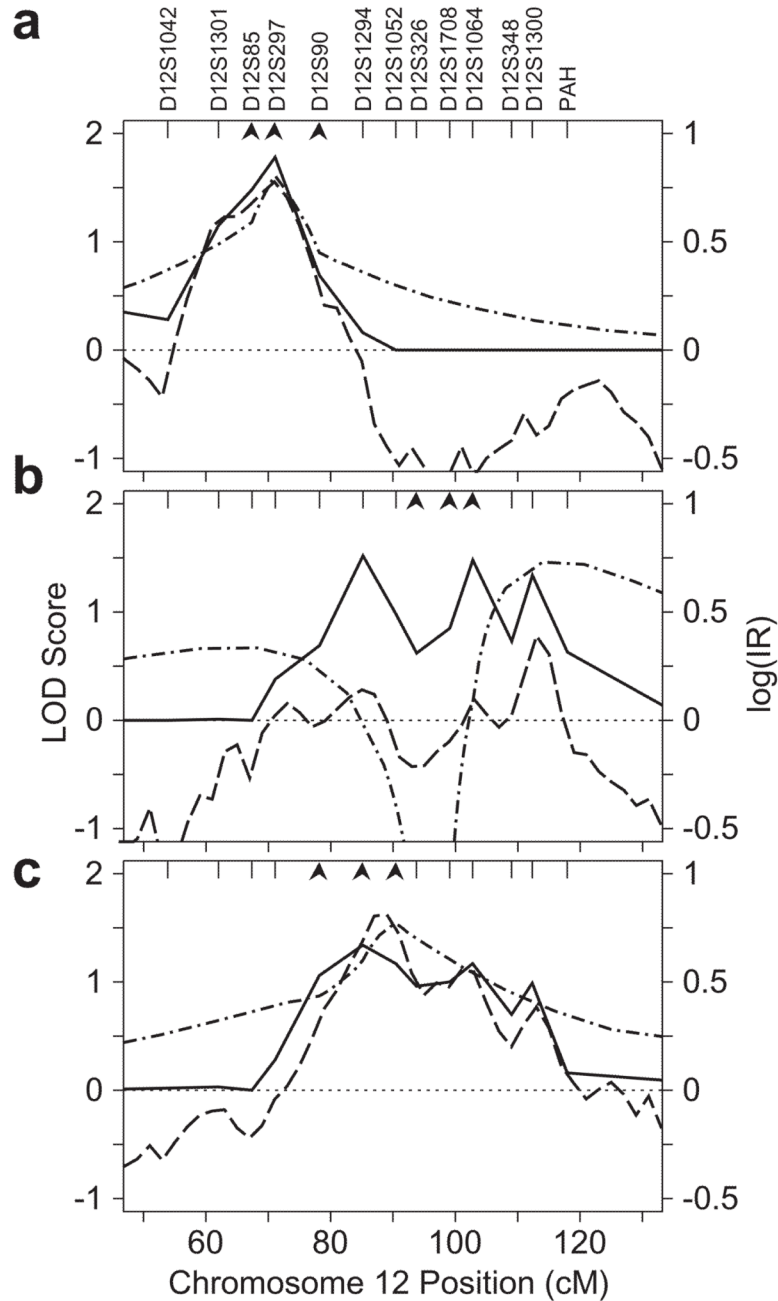 a
D12S1042
D12S1301
D12S85
D12S297
D12S90
D12S1294
D12S1052
D12S326
D12S1708
D12S1064
D12S348
D12S1300
PAH
2
1
0
-1
1
0.5
0
-0.5
b
2
1
0
-1
1
0.5
0
-0.5
LOD Score
log(IR)
c
2
1
0
-1
1
0.5
0
-0.5
60 80 100 120
Chromosome 12 Position (cM)